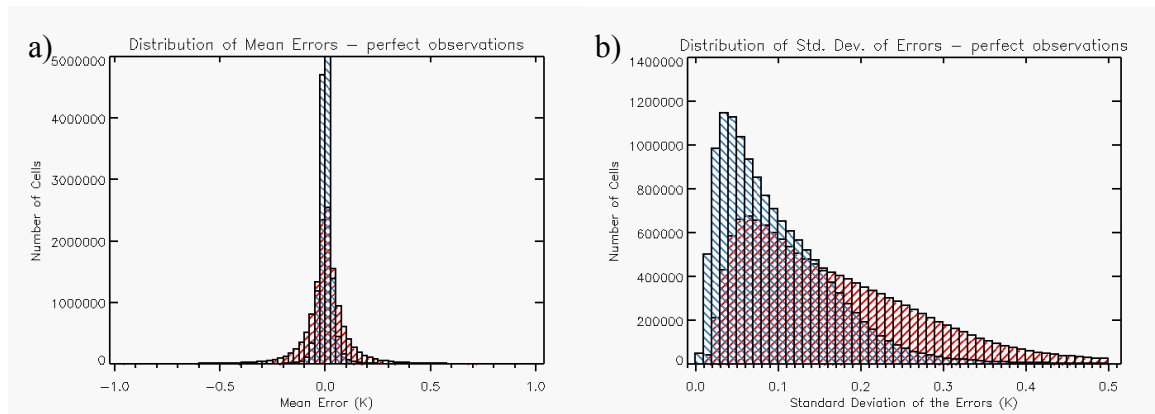 a)
Distribution of Mean Errors – perfect observations
5000000
4000000
3000000
2000000
1000000
0
Number of Cells
−1.0 −0.5 0.0 0.5 1.0
Mean Error (K)
b)
Distribution of Std. Dev. of Errors – perfect observations
1400000
1200000
1000000
800000
600000
400000
200000
0
Number of Cells
0.0 0.1 0.2 0.3 0.4 0.5
Standard Deviation of the Errors (K)